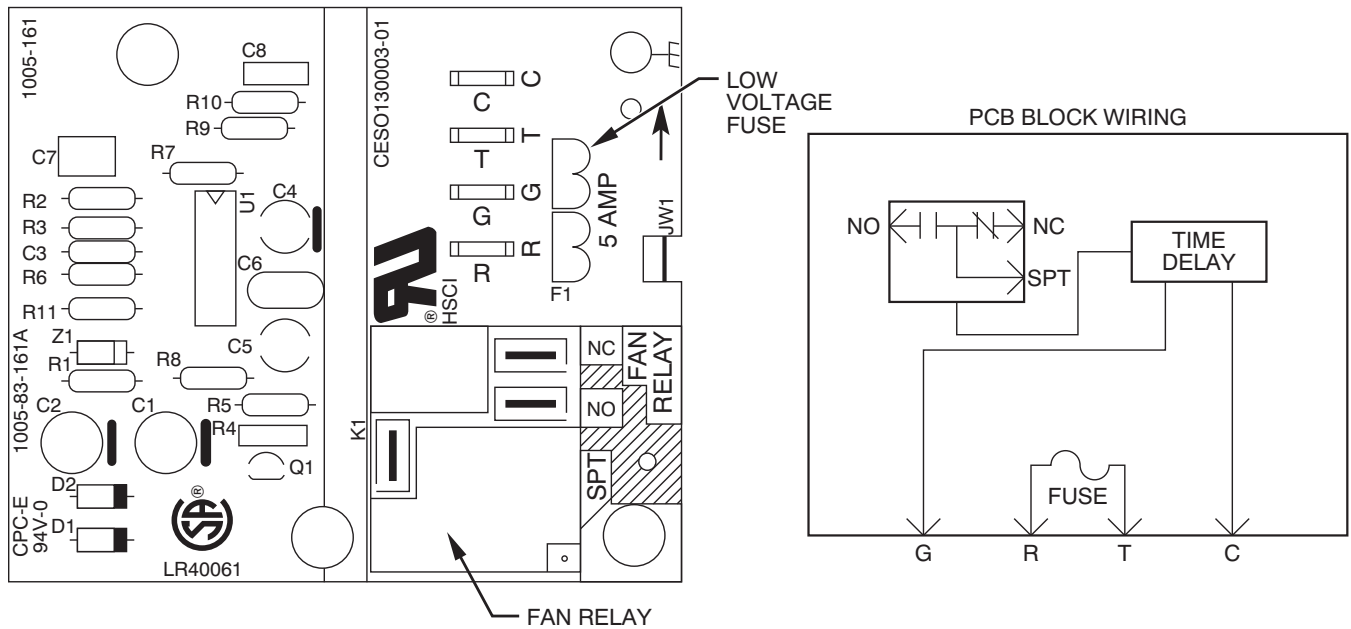 1005-161
C8
R10
R9
C7
R7
R2
U1
C4
R3
C3
R6
C6
R11
Z1
C5
R1
R8
1005-83-161A
C2
C1
R5
R4
Q1
D2
CPC-E
94V-0
D1
®
LR40061
CESO130003-01
C
C
T
T
G
G
R
R
5 AMP
F1
JW1
®
HSCI
K1
NC
NO
FAN
RELAY
SPT
LOW
VOLTAGE
FUSE
FAN RELAY
PCB BLOCK WIRING
NO
NC
SPT
TIME
DELAY
FUSE
G
R
T
C